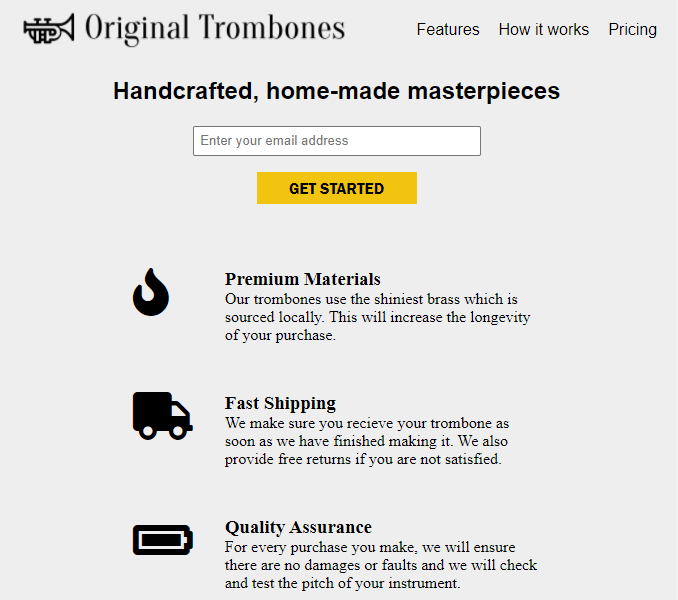 Original Trombones
Features How it works Pricing
Handcrafted, home-made masterpieces
Enter your email address
GET STARTED
Premium Materials
Our trombones use the shiniest brass which is
sourced locally. This will increase the longevity
of your purchase.
Fast Shipping
We make sure you recieve your trombone as
soon as we have finished making it. We also
provide free returns if you are not satisfied.
Quality Assurance
For every purchase you make, we will ensure
there are no damages or faults and we will check
and test the pitch of your instrument.